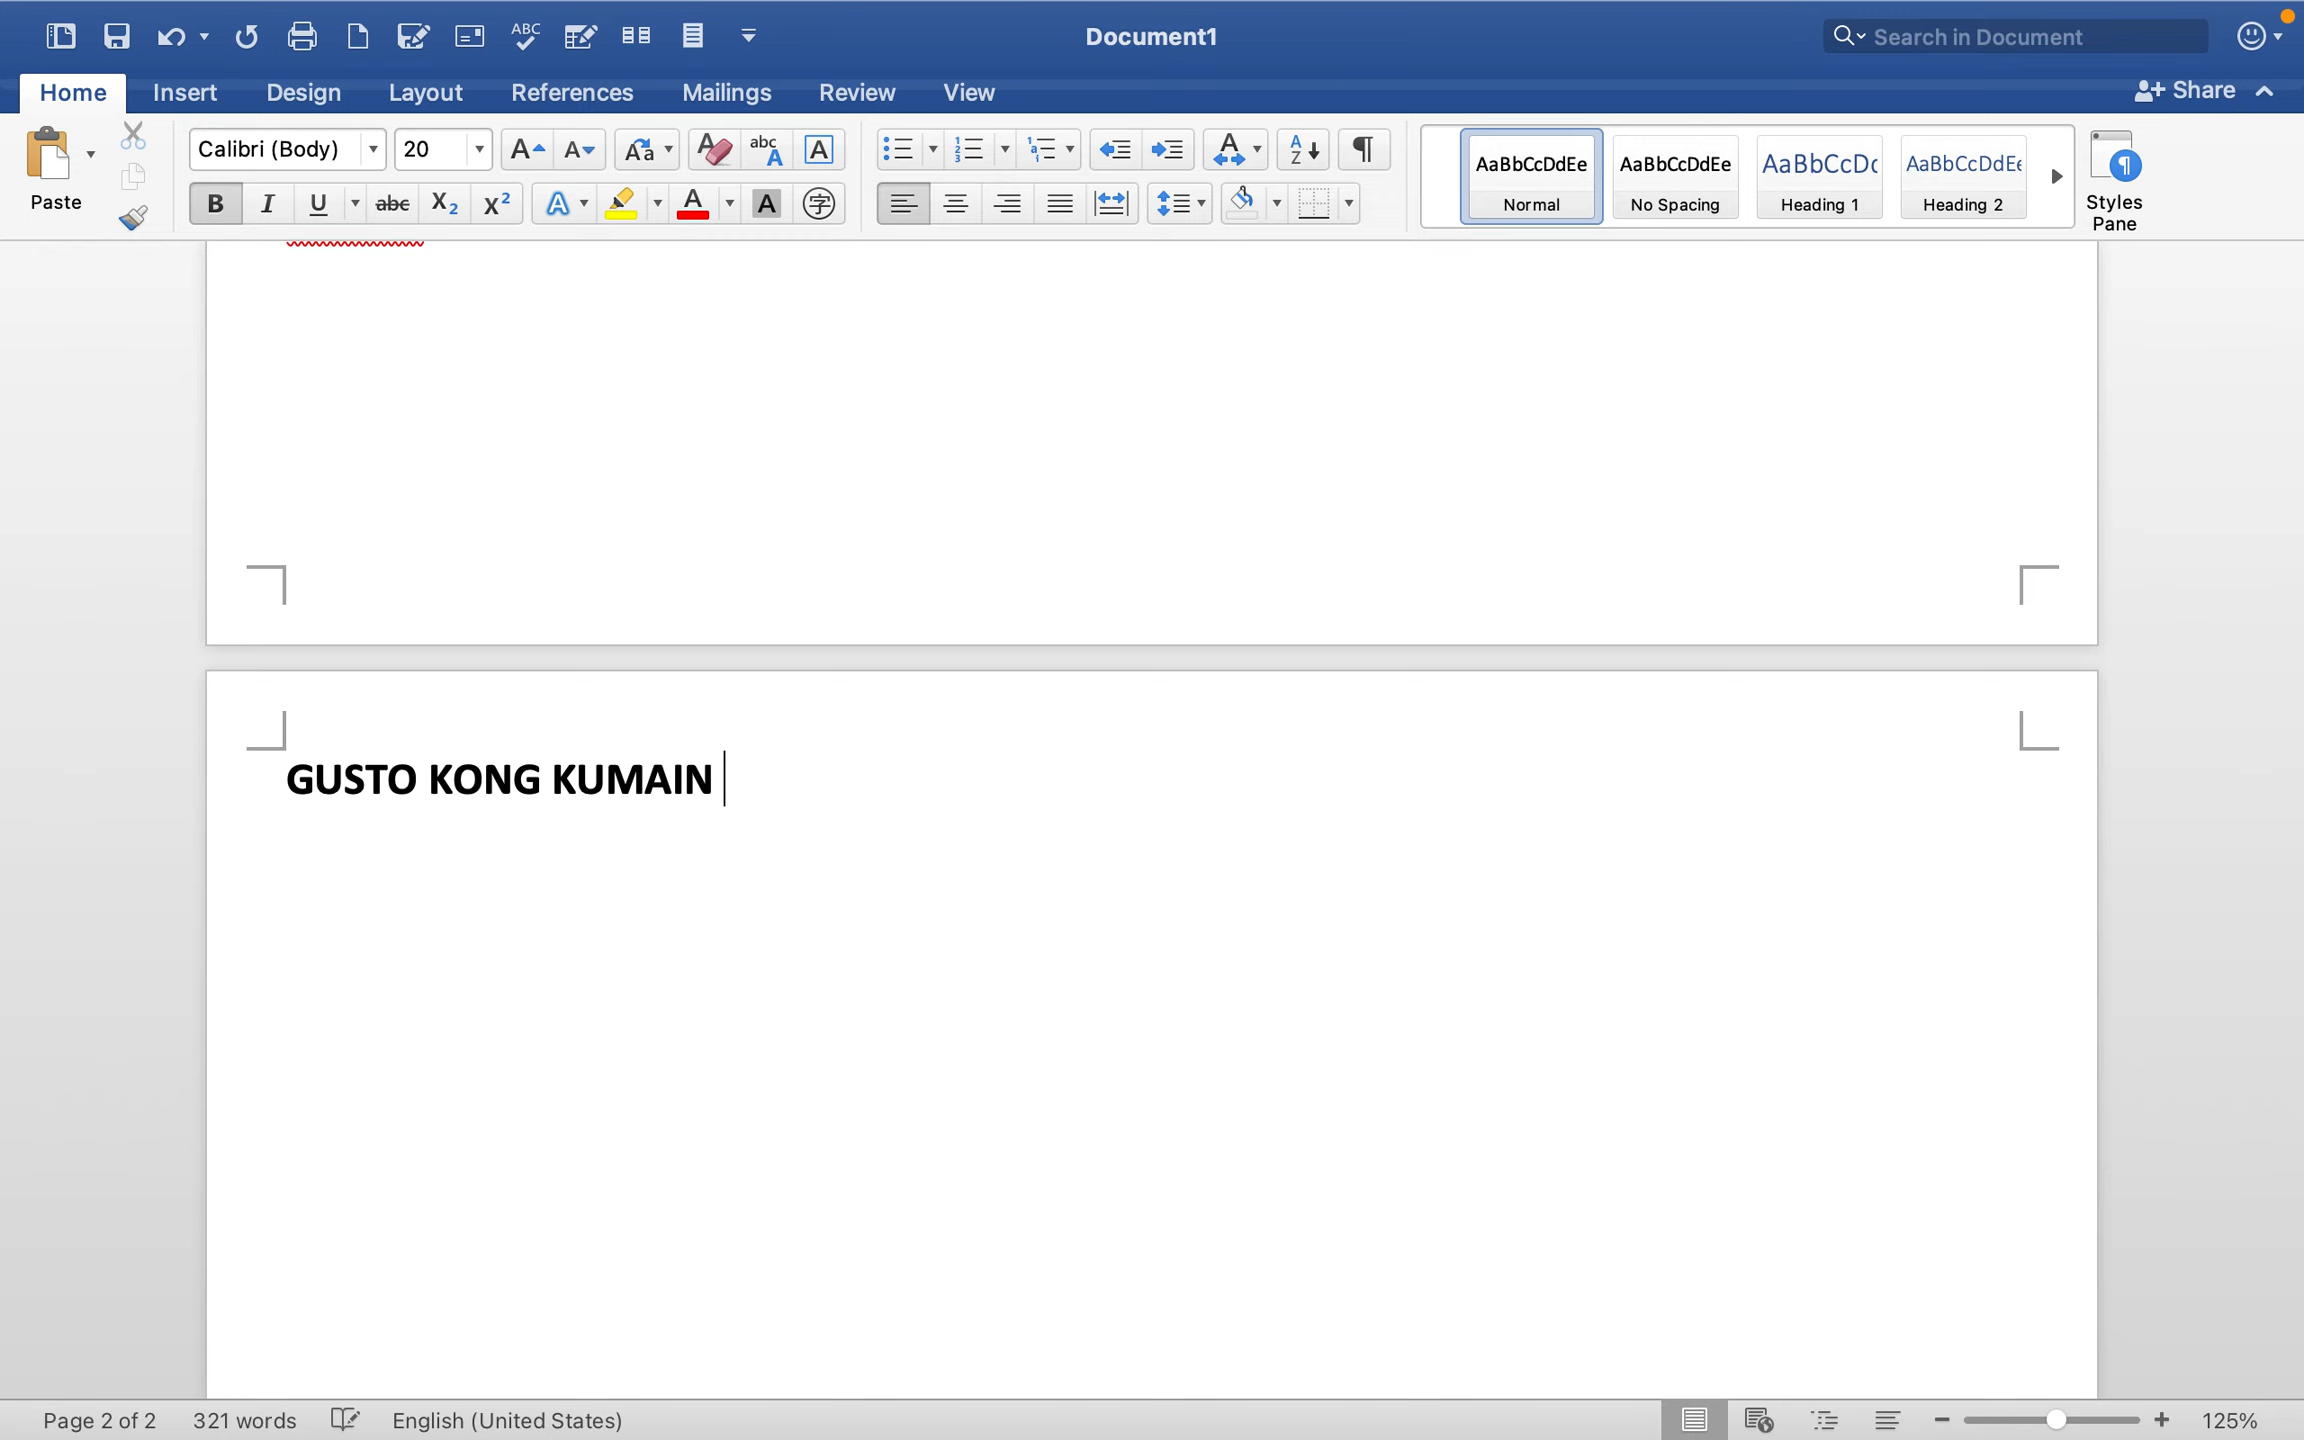 Document1
Search in Document
Home Insert Design Layout References Mailings Review View Share
Paste
Calibri (Body) 20
AaBbCcDdEe AaBbCcDdEe AaBbCcDc AaBbCcDdEe
Normal No Spacing Heading 1 Heading 2
Styles
Pane
GUSTO KONG KUMAIN
Page 2 of 2 321 words English (United States) 125%